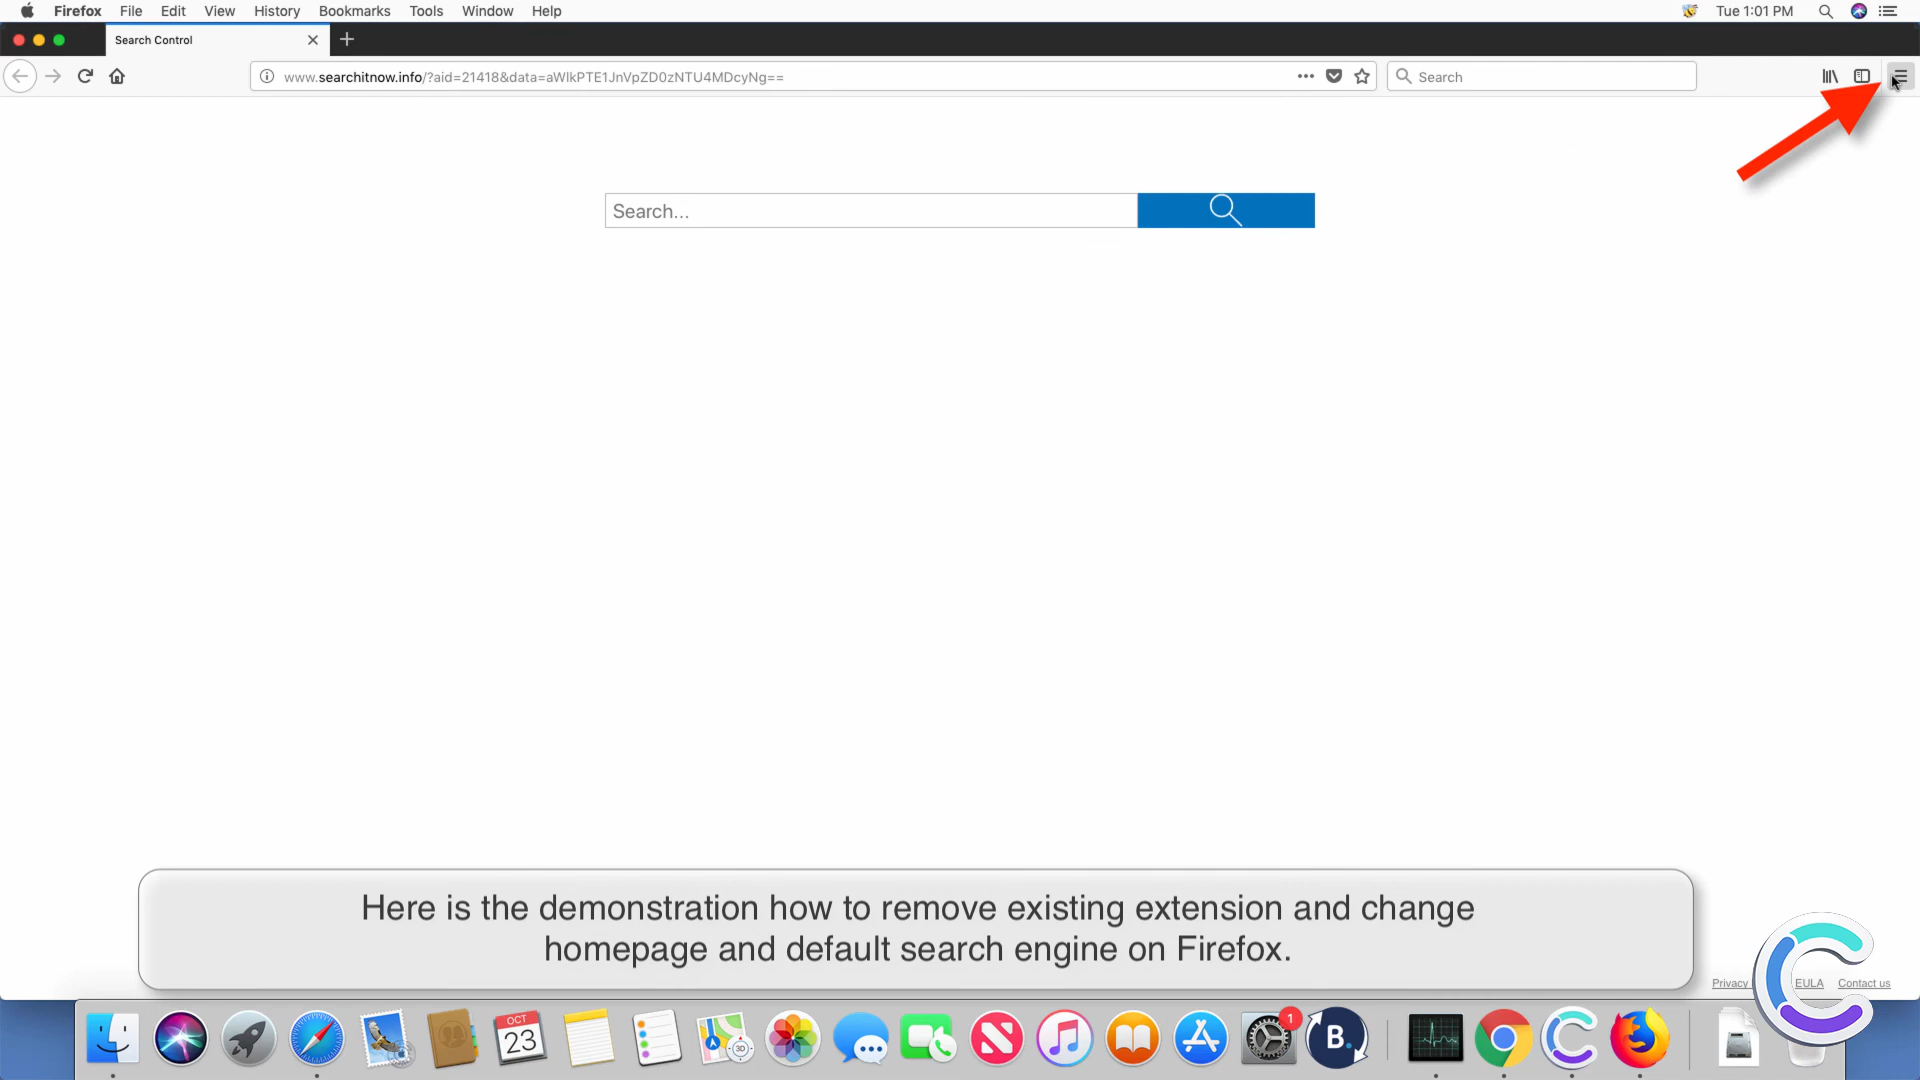 Firefox File Edit View History Bookmarks Tools Window Help Tue 1:01 PM
Search Control
www.searchitnow.info/?aid=21418&data=aWlkPTE1JnVpZD0zNTU4MDcyNg==
Search
Search...
Here is the demonstration how to remove existing extension and change
homepage and default search engine on Firefox.
Privacy EULA Contact us
OCT
23
3D
1
B.